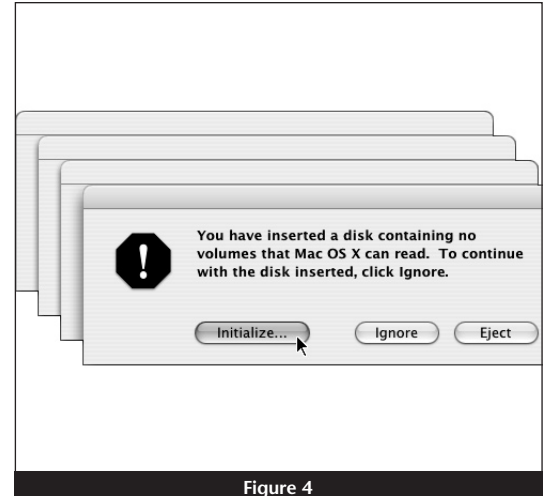 You have inserted a disk containing no
volumes that Mac OS X can read.  To continue
with the disk inserted, click Ignore.
Initialize... Ignore Eject
Figure 4